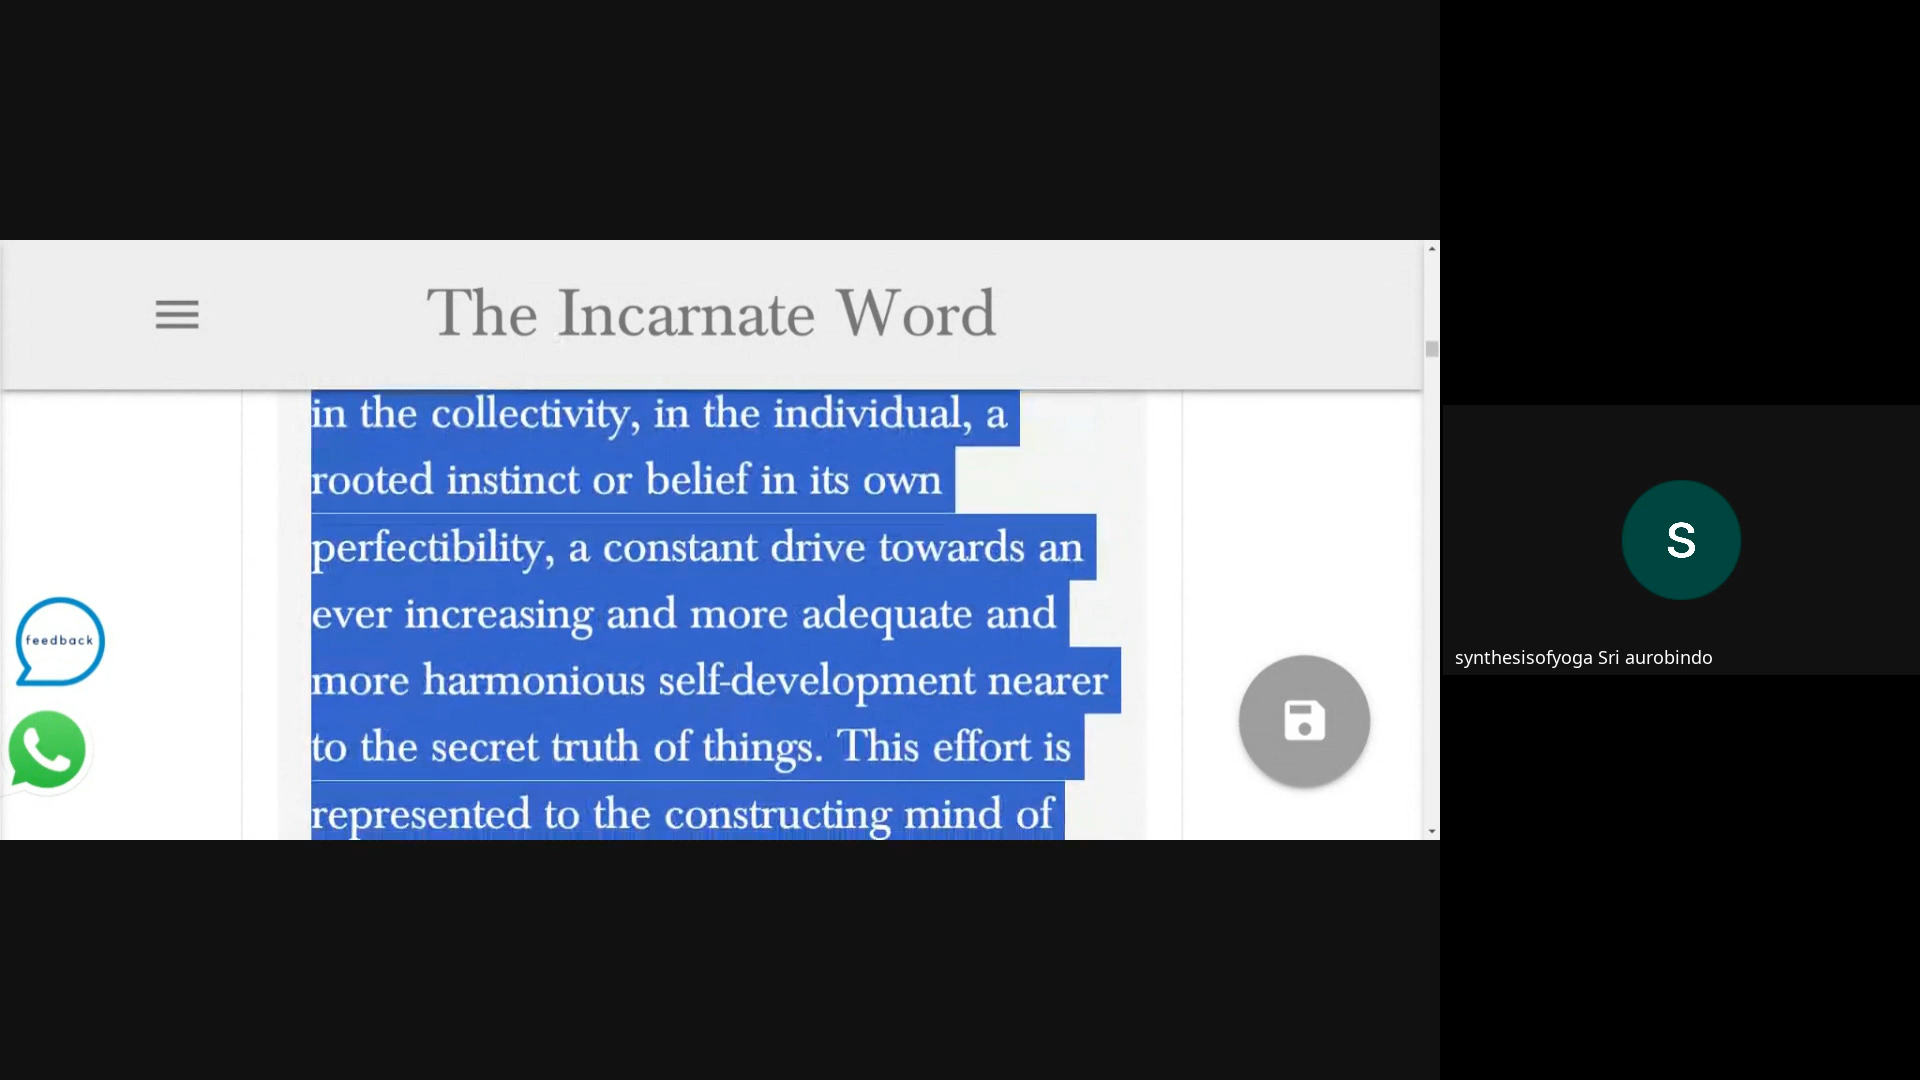 The Incarnate Word
in the collectivity, in the individual, a
rooted instinct or belief in its own
perfectibility, a constant drive towards an
ever increasing and more adequate and
more harmonious self-development nearer
to the secret truth of things. This effort is
represented to the constructing mind of
feedback
S
synthesisofyoga Sri aurobindo